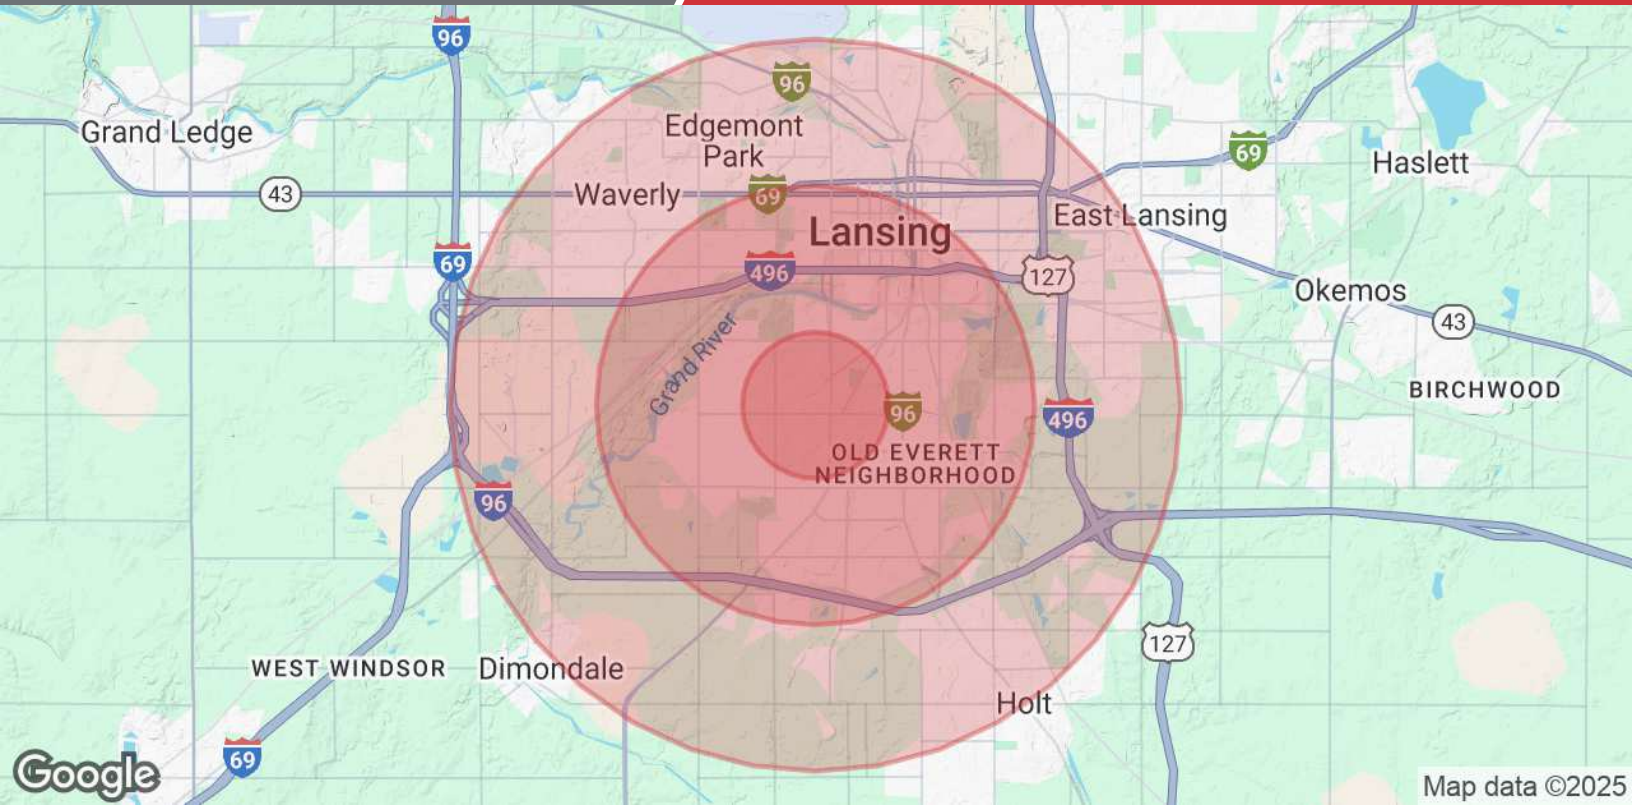 96
96
Edgemont
Park
Grand Ledge
69
Haslett
43
Waverly
69
Lansing
East Lansing
69
496
127
Okemos
43
Grand River
BIRCHWOOD
96
496
OLD EVERETT
NEIGHBORHOOD
96
127
WEST WINDSOR
Dimondale
Holt
69
Google
Map data ©2025